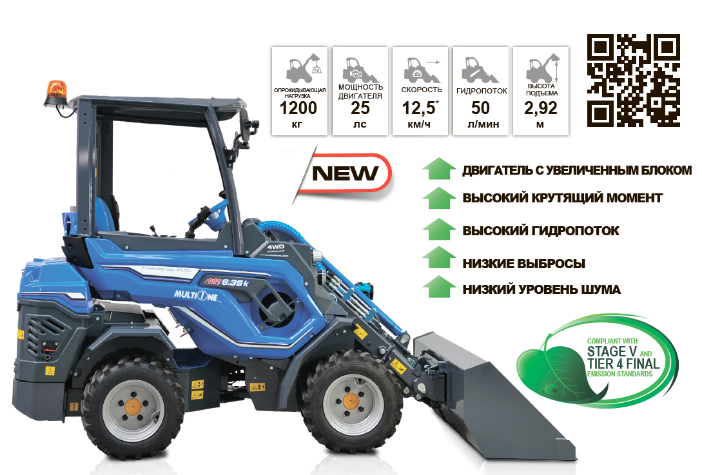 ОПРОКИДЫВАЮЩАЯ
НАГРУЗКА
1200
кг
МОЩНОСТЬ
ДВИГАТЕЛЯ
25
лс
СКОРОСТЬ
12,5*
км/ч
ГИДРОПОТОК
50
л/мин
ВЫСОТА
ПОДЪЕМА
2,92
м
NEW
ДВИГАТЕЛЬ С УВЕЛИЧЕННЫМ БЛОКОМ
ВЫСОКИЙ КРУТЯЩИЙ МОМЕНТ
ВЫСОКИЙ ГИДРОПОТОК
НИЗКИЕ ВЫБРОСЫ
НИЗКИЙ УРОВЕНЬ ШУМА
4WD
6.3
k
MULTIONE
COMPLIANT WITH
STAGE V AND
TIER 4 FINAL
EMISSION STANDARDS